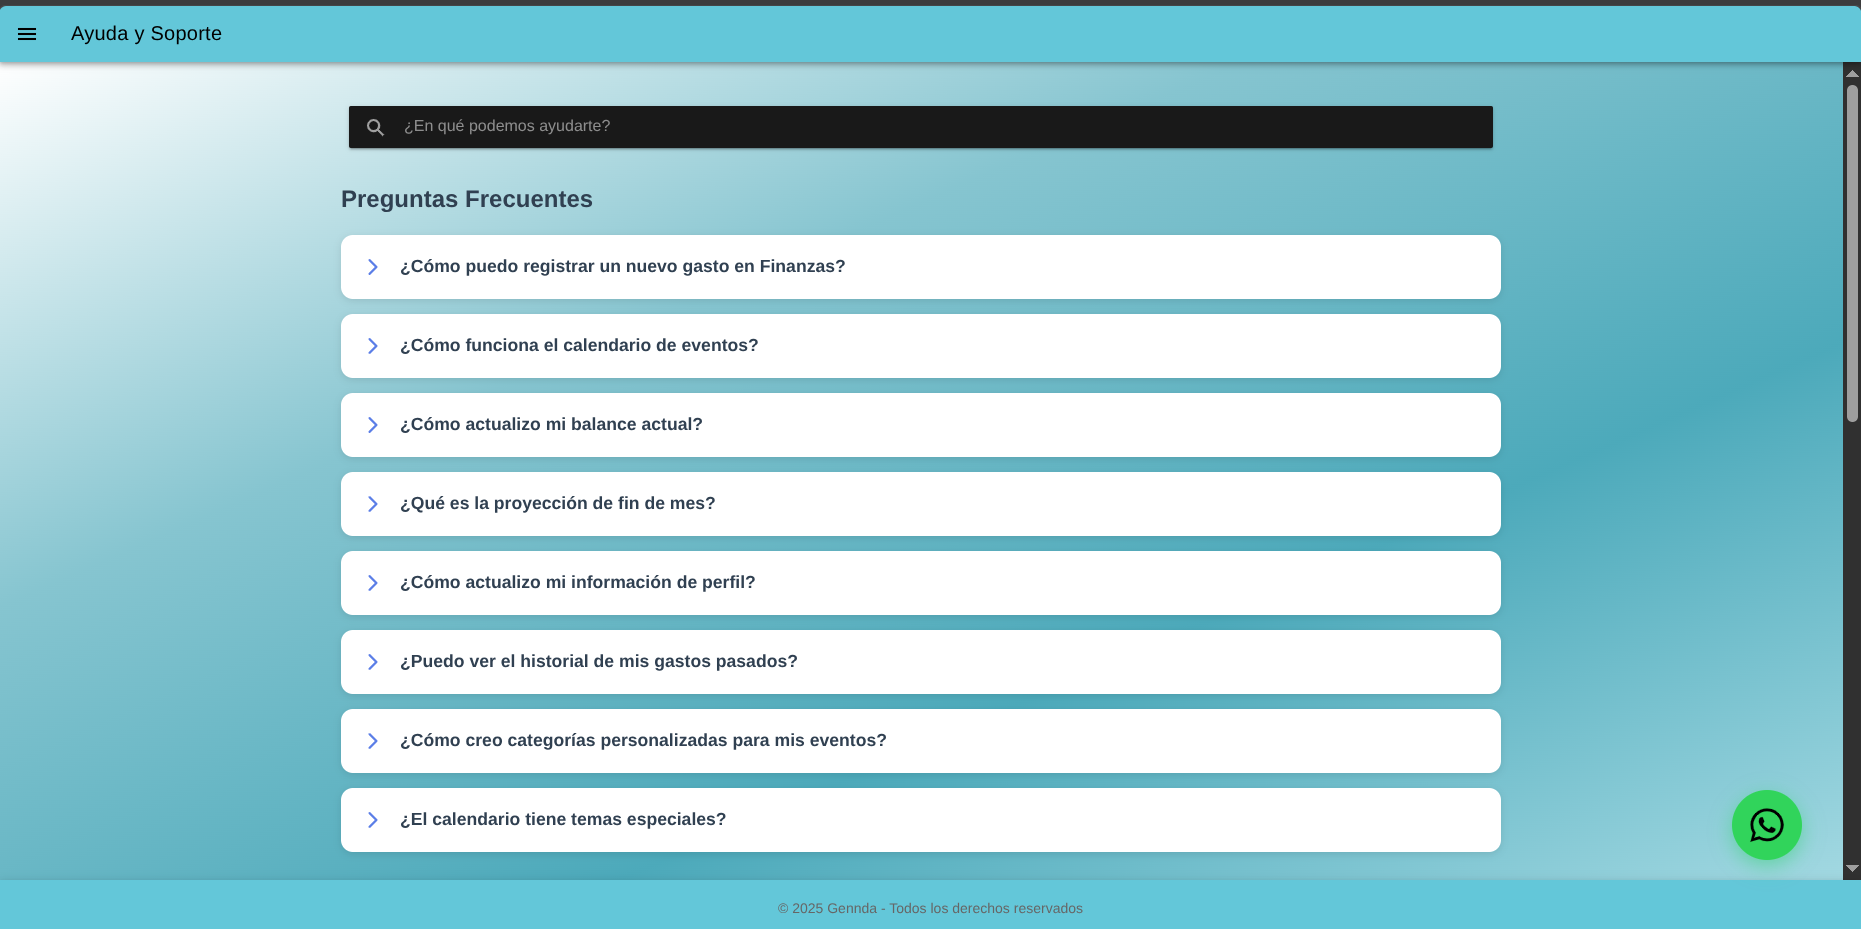 Ayuda y Soporte
¿En qué podemos ayudarte?
Preguntas Frecuentes
¿Cómo puedo registrar un nuevo gasto en Finanzas?
¿Cómo funciona el calendario de eventos?
¿Cómo actualizo mi balance actual?
¿Qué es la proyección de fin de mes?
¿Cómo actualizo mi información de perfil?
¿Puedo ver el historial de mis gastos pasados?
¿Cómo creo categorías personalizadas para mis eventos?
¿El calendario tiene temas especiales?
© 2025 Gennda - Todos los derechos reservados